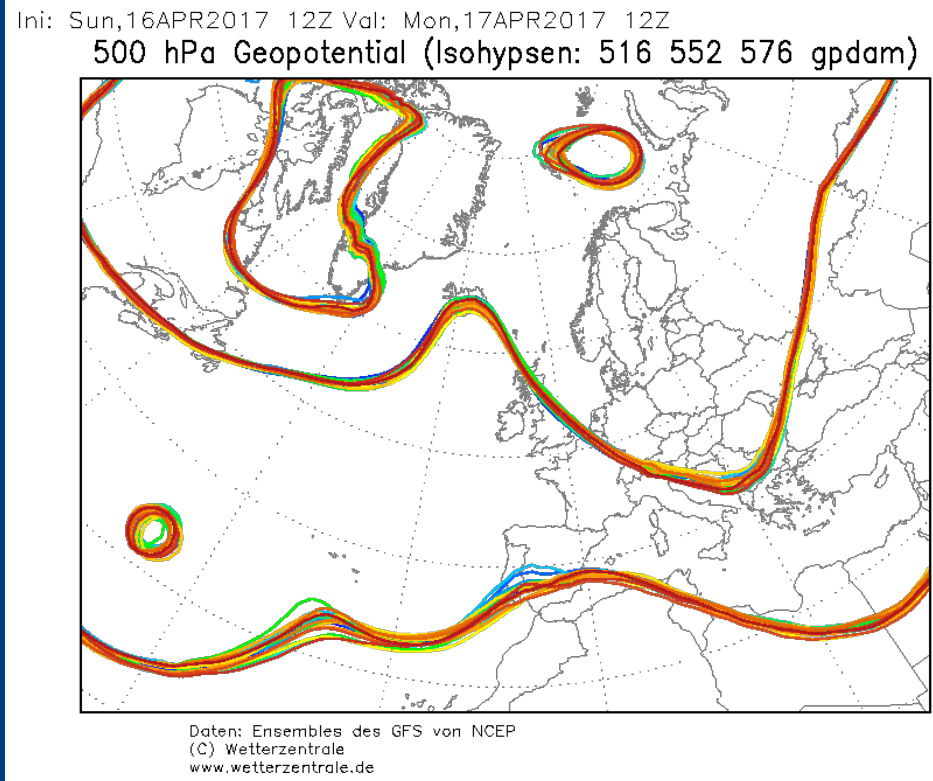 Ini: Sun,16APR2017 12Z Val: Mon,17APR2017 12Z
500 hPa Geopotential (Isohypsen: 516 552 576 gpdam)
Daten: Ensembles des GFS von NCEP
(C) Wetterzentrale
www.wetterzentrale.de